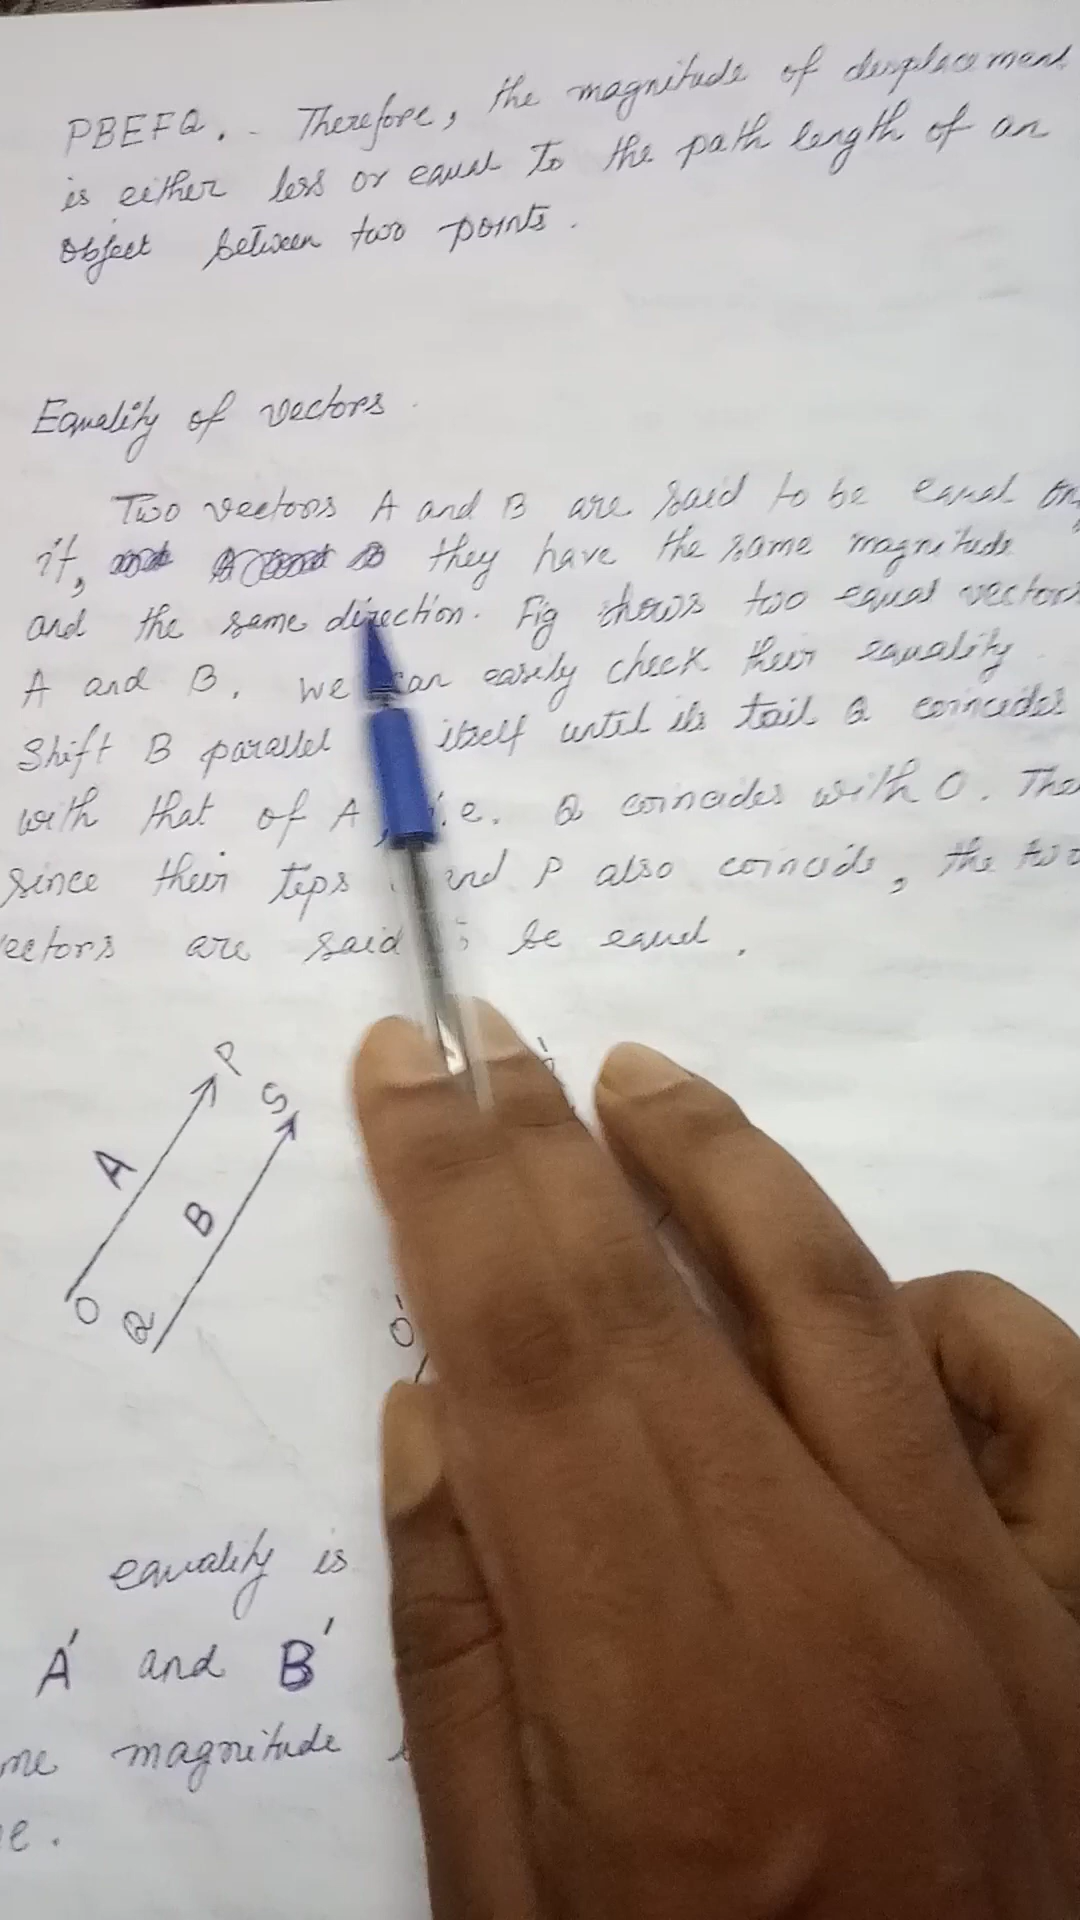 PBEFQ. Therefore, the magnitude of displacement
is either less or equal to the path length of an
object between two points.
Equality of vectors
Two vectors A and B are said to be equal
if, they have the same magnitude
and the same direction. Fig shows two equal vectors
A and B. we can easily check their equality
Shift B parallel itself until its tail Q coincides
with that of A, i.e. Q coincides with O. The
since their tips and P also coincide, the two
vectors are said be equal.
P
S
A
B
O
Q
O'
equality is
A' and B'
magnitude